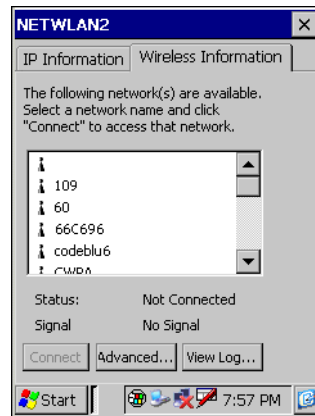 NETWLAN2
IP Information Wireless Information
The following network(s) are available.
Select a network name and click
"Connect" to access that network.
109
60
66C696
codeblu6
CWPA
Status: Not Connected
Signal No Signal
Connect Advanced... View Log...
Start 7:57 PM